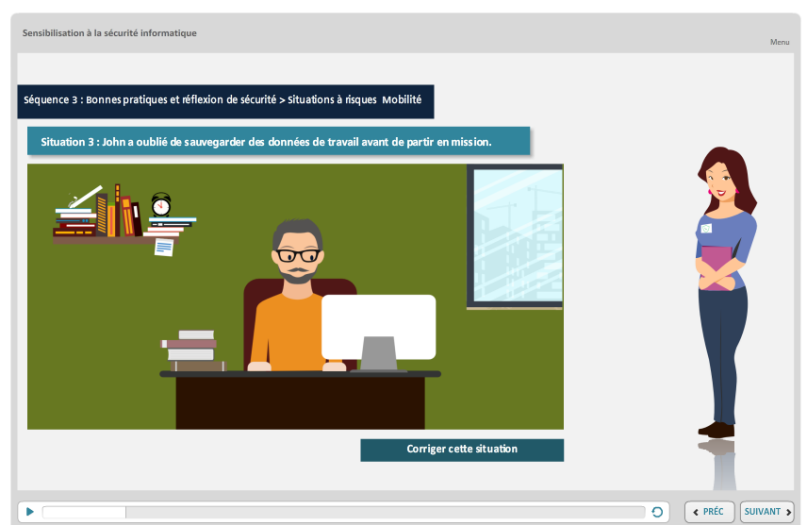 Sensibilisation à la sécurité informatique
Menu
Séquence 3 : Bonnes pratiques et réflexion de sécurité > Situations à risques Mobilité
Situation 3 : John a oublié de sauvegarder des données de travail avant de partir en mission.
Corriger cette situation
PRÉC
SUIVANT